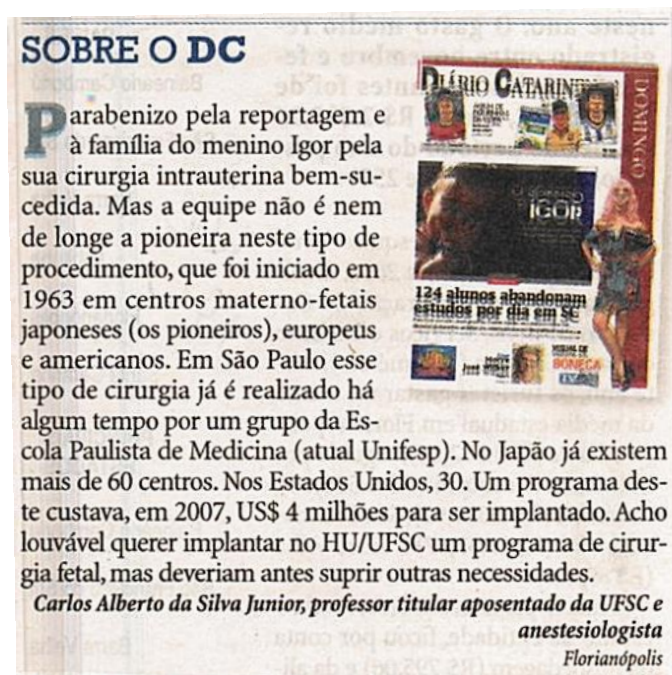 SOBRE O DC
Parabenizo pela reportagem e
à família do menino Igor pela
sua cirurgia intrauterina bem-su-
cedida. Mas a equipe não é nem
de longe a pioneira neste tipo de
procedimento, que foi iniciado em
1963 em centros materno-fetais
japoneses (os pioneiros), europeus
e americanos. Em São Paulo esse
tipo de cirurgia já é realizado há
algum tempo por um grupo da Es-
cola Paulista de Medicina (atual Unifesp). No Japão já existem
mais de 60 centros. Nos Estados Unidos, 30. Um programa des-
te custava, em 2007, US$ 4 milhões para ser implantado. Acho
louvável querer implantar no HU/UFSC um programa de cirur-
gia fetal, mas deveriam antes suprir outras necessidades.
Carlos Alberto da Silva Junior, professor titular aposentado da UFSC e
anestesiologista
Florianópolis
DIÁRIO CATARINENSE
DOMINGO
IGOR
124 alunos abandonam
estudos por dia em SC
BONECA